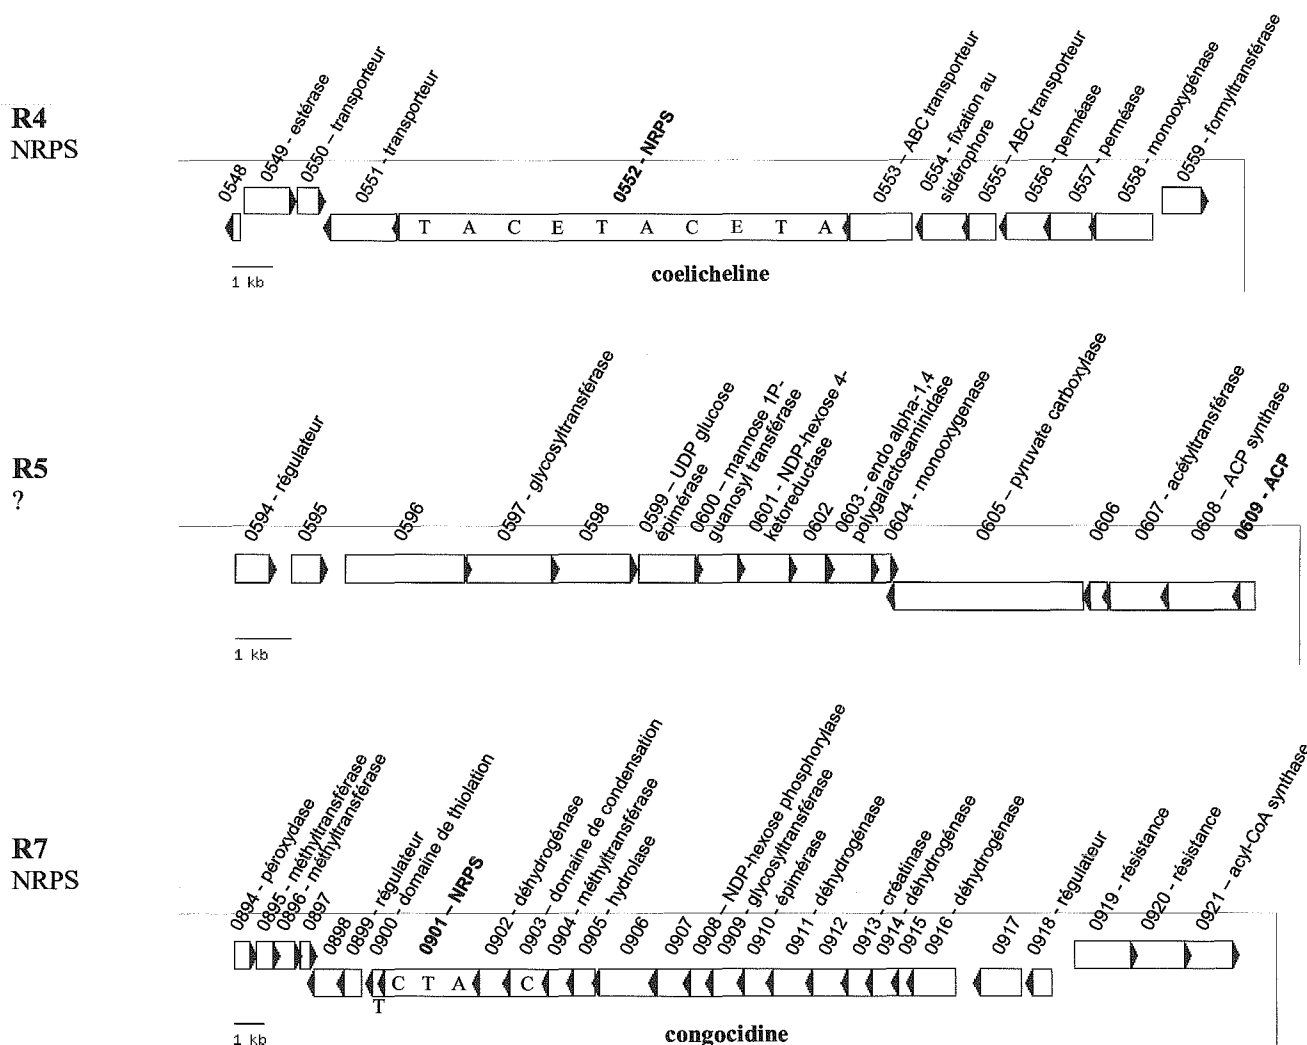 R4
NRPS
0548
0549 – estérase
0550 – transporteur
0551 - transporteur
0552 - NRPS
0553 – ABC transporteur
0554 - fixation au
sidérophore
0555 – ABC transporteur
0556 - perméase
0557 - perméase
0558 - monooxygénase
0559 - formyltransférase
T A C E T A C E T A
1 kb
coelicheline
R5
?
0594 - régulateur
0595
0596
0597 - glycosyltransférase
0598
0599 – UDP glucose
épimérase
0600 – mannose 1P-
guanosyl transférase
0601 - NDP-hexose 4-
ketoreductase
0602
0603 - endo alpha-1,4
polygalactosaminidase
0604 - monooxygenase
0605 – pyruvate carboxylase
0606
0607 - acétyltransférase
0608 – ACP synthase
0609 - ACP
1 kb
R7
NRPS
0894 - péroxydase
0895 - méthyltransférase
0896 - méthyltransférase
0897
0898
0899 - régulateur
0900 - domaine de thiolation
0901 – NRPS
0902 - déhydrogénase
0903 - domaine de condensation
0904 - méthyltransférase
0905 - hydrolase
0906
0907
0908 – NDP-hexose phosphorylase
0909 - glycosyltransférase
0910 - épimérase
0911 - déhydrogénase
0912
0913 - créatinase
0914 - déhydrogénase
0915
0916 - déhydrogénase
0917
0918 - régulateur
0919 - résistance
0920 - résistance
0921 - acyl-CoA synthase
C T A C
T
1 kb
congocidine